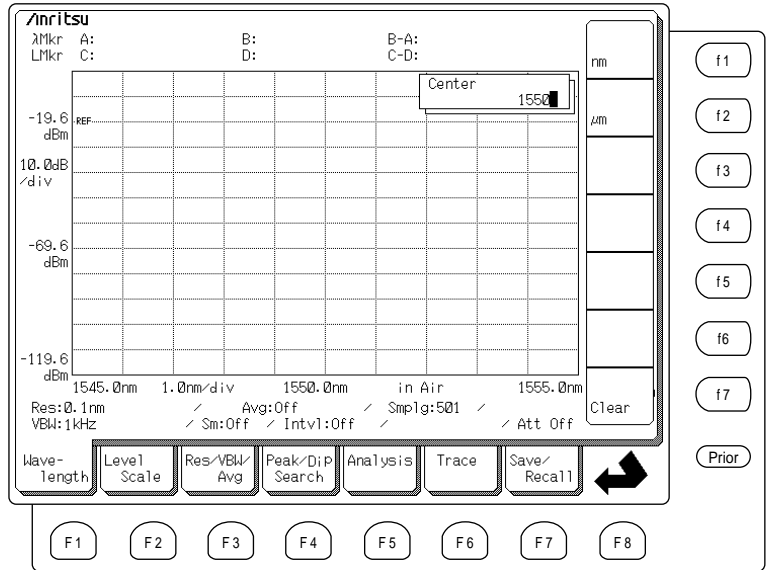 Anritsu
λMkr A: B: B-A:
LMkr C: D: C-D:
nm
f1
Center
1550
μm
f2
-19.6
dBm
REF
10.0dB
/div
f3
-69.6
dBm
f4
f5
f6
-119.6
dBm
1545.0nm 1.0nm/div 1550.0nm in Air 1555.0nm
Res:0.1nm / Avg:Off / Smplg:501 /
VBW:1kHz / Sm:Off / Intvl:Off / / Att Off
Clear
f7
Wave-
length
Level
Scale
Res/VBW/
Avg
Peak/Dip
Search
Analysis
Trace
Save/
Recall
Prior
F1 F2 F3 F4 F5 F6 F7 F8